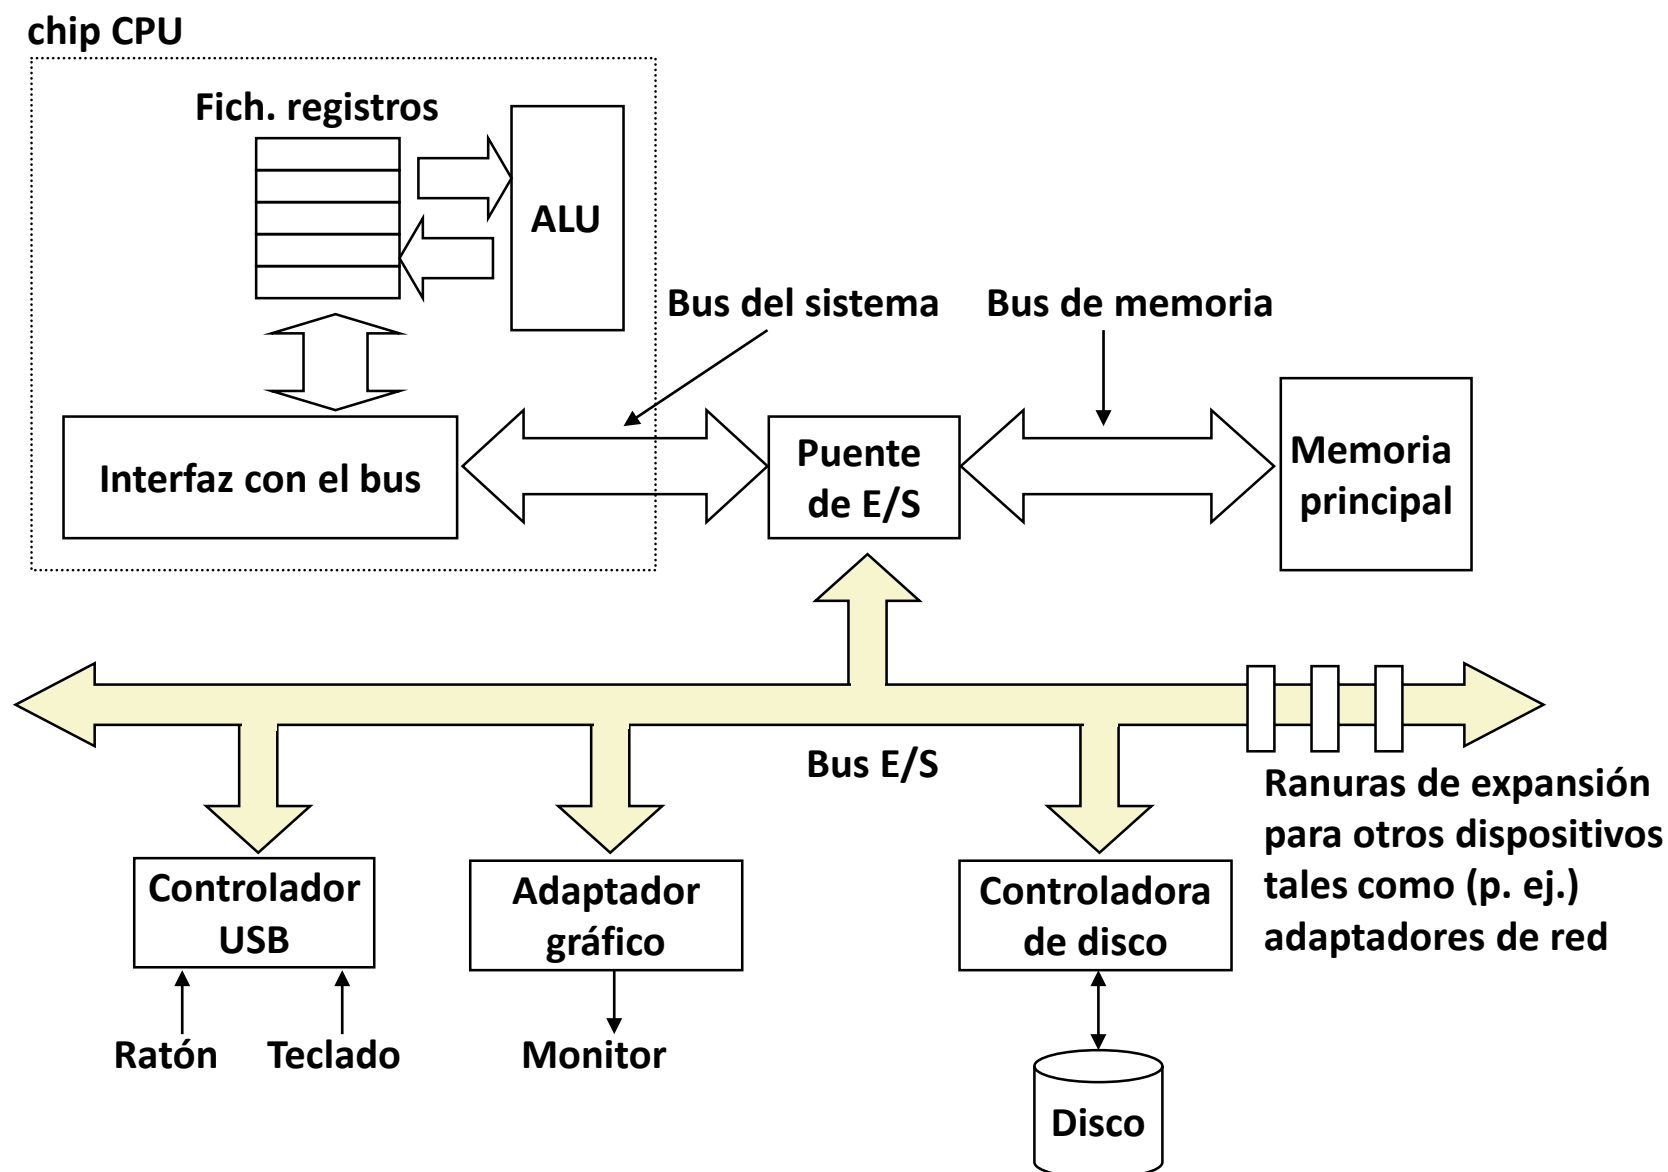 chip CPU
Fich. registros
ALU
Bus del sistema
Bus de memoria
Interfaz con el bus
Puente
de E/S
Memoria
principal
Bus E/S
Ranuras de expansión
para otros dispositivos
tales como (p. ej.)
adaptadores de red
Controlador
USB
Adaptador
gráfico
Controladora
de disco
Ratón
Teclado
Monitor
Disco